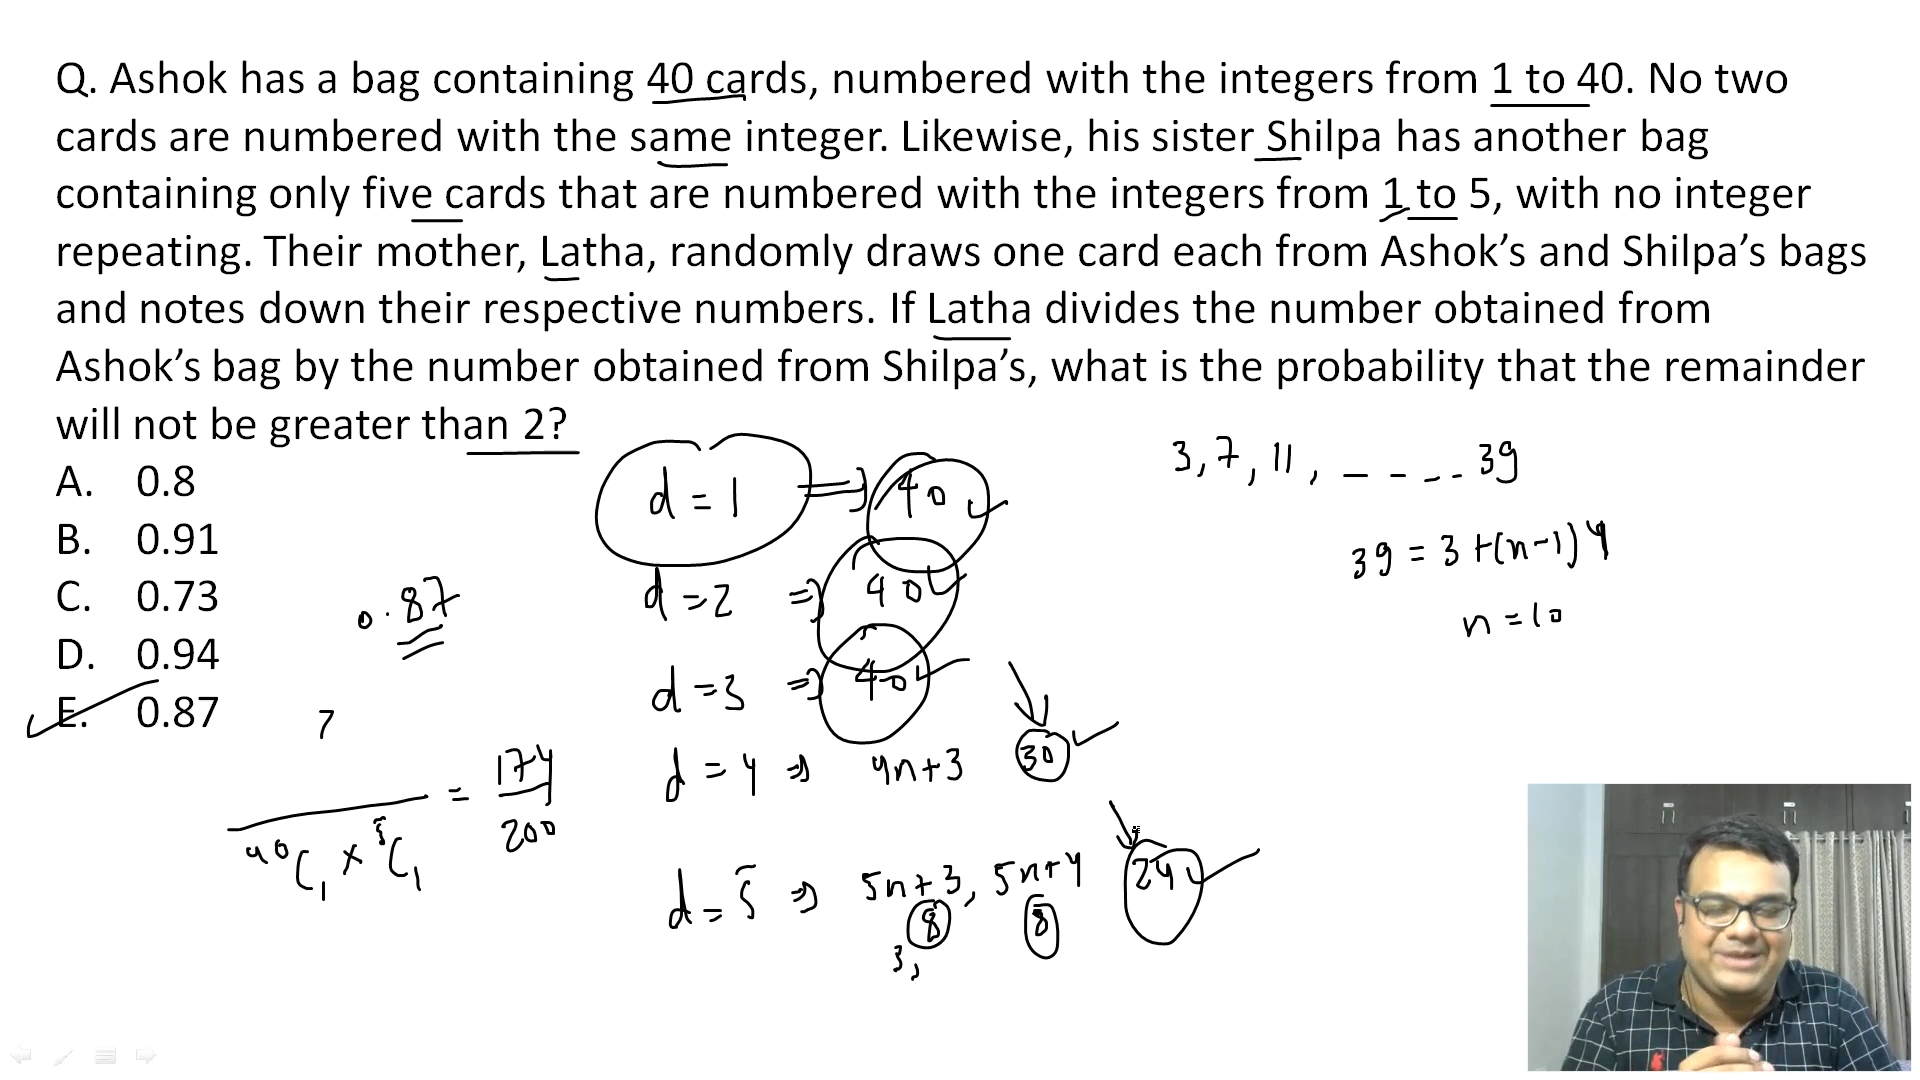 Q. Ashok has a bag containing 40 cards, numbered with the integers from 1 to 40. No two
cards are numbered with the same integer. Likewise, his sister Shilpa has another bag
containing only five cards that are numbered with the integers from 1 to 5, with no integer
repeating. Their mother, Latha, randomly draws one card each from Ashok’s and Shilpa’s bags
and notes down their respective numbers. If Latha divides the number obtained from
Ashok’s bag by the number obtained from Shilpa’s, what is the probability that the remainder
will not be greater than 2?
A. 0.8
B. 0.91
C. 0.73
D. 0.94
E. 0.87
0.87
7
40C1 × 5C1 = 174/200
d = 1 ⇒ 40
d = 2 ⇒ 40
d = 3 ⇒ 40
d = 4 ⇒ 4n+3 30
d = 5 ⇒ 5n+3, 5n+4 24
8 8
3,
3, 7, 11, - - - - 39
39 = 3 + (n-1) 4
n = 10